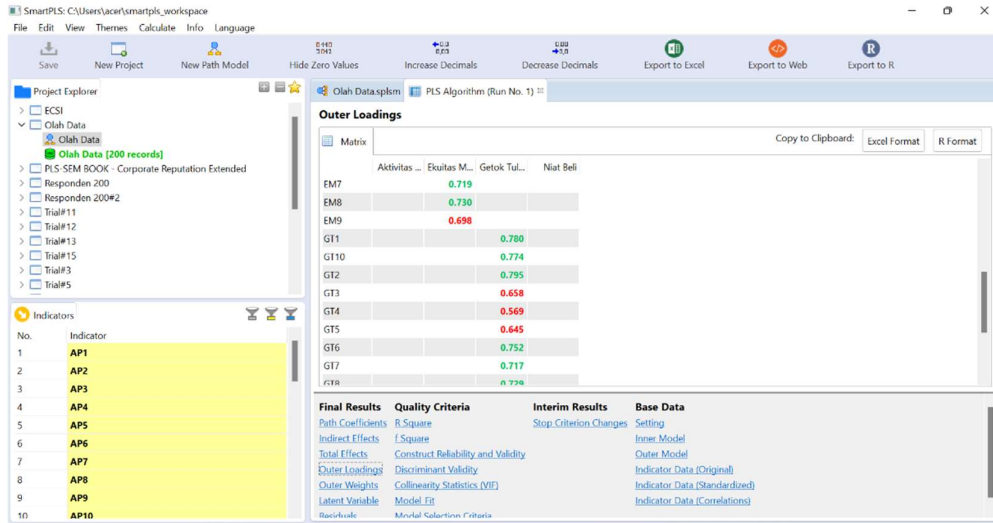 SmartPLS: C:\Users\acer\smartpls_workspace
File Edit View Themes Calculate Info Language
Save New Project New Path Model Hide Zero Values Increase Decimals Decrease Decimals Export to Excel Export to Web Export to R
Project Explorer
ECSI
Olah Data
Olah Data
Olah Data [200 records]
PLS-SEM BOOK - Corporate Reputation Extended
Responden 200
Responden 200#2
Trial#11
Trial#12
Trial#13
Trial#15
Trial#3
Trial#5
Indicators
No. Indicator
1 AP1
2 AP2
3 AP3
4 AP4
5 AP5
6 AP6
7 AP7
8 AP8
9 AP9
10 AP10
Olah Data.splsm PLS Algorithm (Run No. 1)
Outer Loadings
Matrix Copy to Clipboard: Excel Format R Format
Aktivitas ... Ekuitas M... Getok Tul... Niat Beli
EM7 0.719
EM8 0.730
EM9 0.698
GT1 0.780
GT10 0.774
GT2 0.795
GT3 0.658
GT4 0.569
GT5 0.645
GT6 0.752
GT7 0.717
GT8 0.729
Final Results Quality Criteria Interim Results Base Data
Path Coefficients R Square Stop Criterion Changes Setting
Indirect Effects f Square Inner Model
Total Effects Construct Reliability and Validity Outer Model
Outer Loadings Discriminant Validity Indicator Data (Original)
Outer Weights Collinearity Statistics (VIF) Indicator Data (Standardized)
Latent Variable Model Fit Indicator Data (Correlations)
Residuals Model Selection Criteria